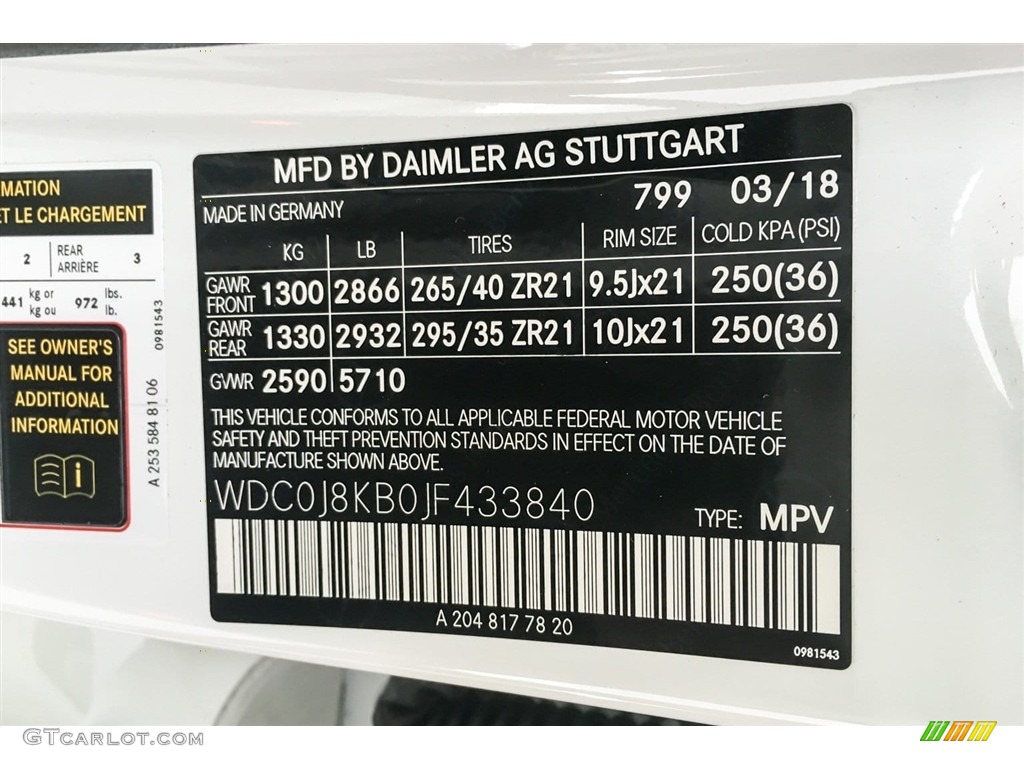 MATION
ET LE CHARGEMENT
2 REAR ARRIÈRE 3
441 kg or kg ou 972 lbs. lb.
SEE OWNER'S
MANUAL FOR
ADDITIONAL
INFORMATION
A 253 584 81 06 0981543
MFD BY DAIMLER AG STUTTGART
799 03/18
MADE IN GERMANY
KG LB TIRES RIM SIZE COLD KPA (PSI)
GAWR FRONT 1300 2866 265/40 ZR21 9.5Jx21 250(36)
GAWR REAR 1330 2932 295/35 ZR21 10Jx21 250(36)
GVWR 2590 5710
THIS VEHICLE CONFORMS TO ALL APPLICABLE FEDERAL MOTOR VEHICLE
SAFETY AND THEFT PREVENTION STANDARDS IN EFFECT ON THE DATE OF
MANUFACTURE SHOWN ABOVE.
WDC0J8KB0JF433840
TYPE: MPV
A 204 817 78 20
0981543
GTCarlot.com